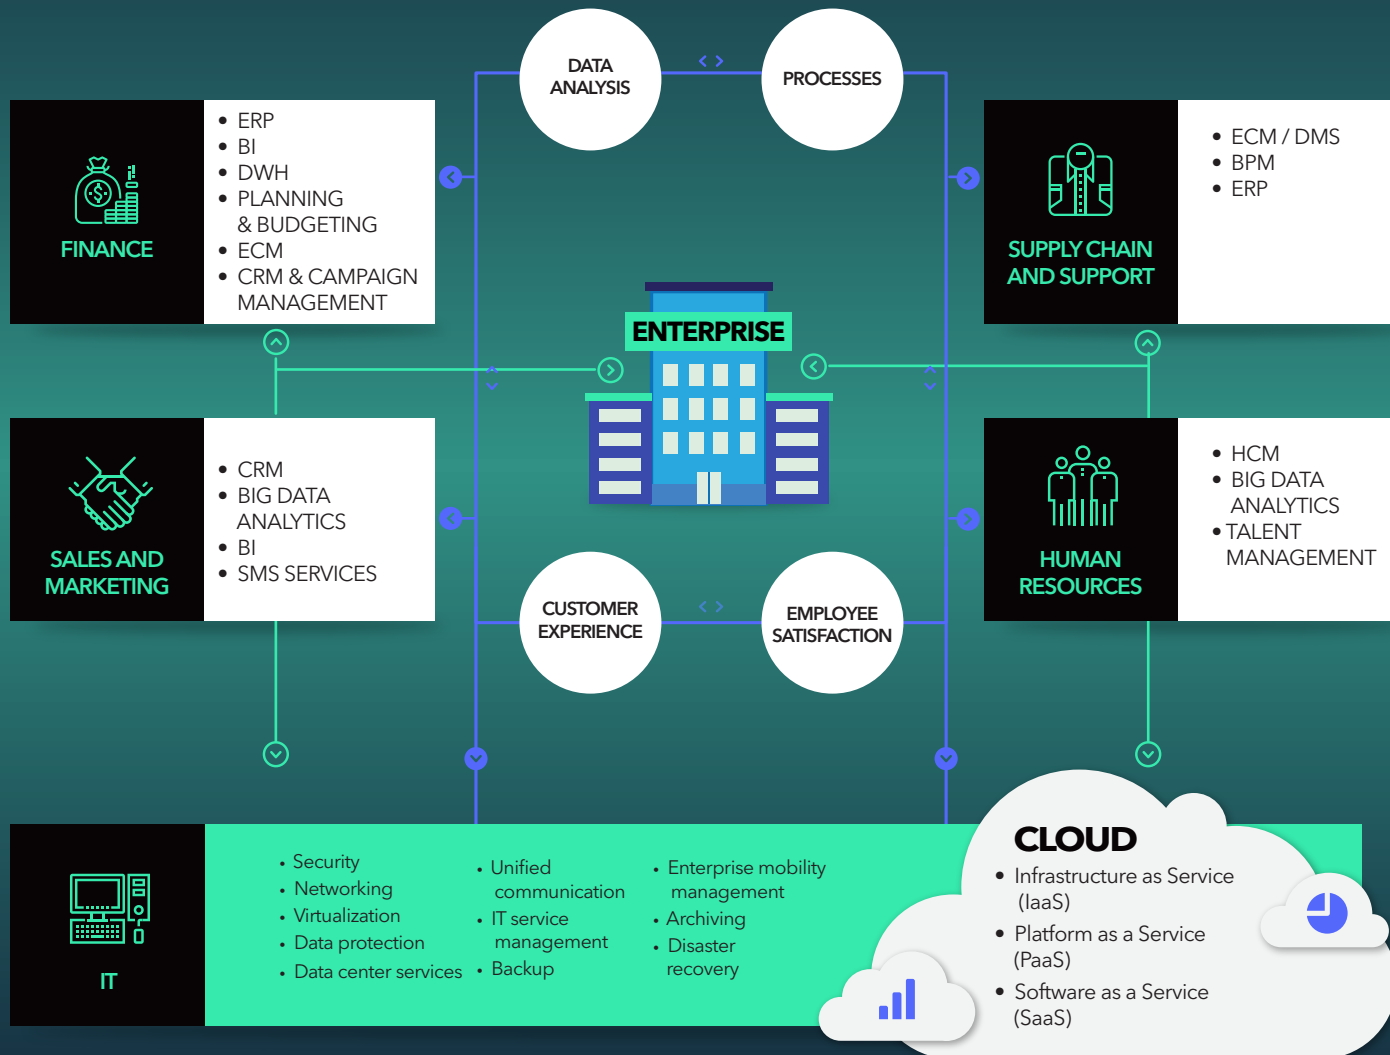 DATA
ANALYSIS
PROCESSES
FINANCE
• ERP
• BI
• DWH
• PLANNING
& BUDGETING
• ECM
• CRM & CAMPAIGN
MANAGEMENT
SUPPLY CHAIN
AND SUPPORT
• ECM / DMS
• BPM
• ERP
ENTERPRISE
SALES AND
MARKETING
• CRM
• BIG DATA
ANALYTICS
• BI
• SMS SERVICES
HUMAN
RESOURCES
• HCM
• BIG DATA
ANALYTICS
• TALENT
MANAGEMENT
CUSTOMER
EXPERIENCE
EMPLOYEE
SATISFACTION
IT
• Security
• Networking
• Virtualization
• Data protection
• Data center services
• Unified
communication
• IT service
management
• Backup
• Enterprise mobility
management
• Archiving
• Disaster
recovery
CLOUD
• Infrastructure as Service
(IaaS)
• Platform as a Service
(PaaS)
• Software as a Service
(SaaS)